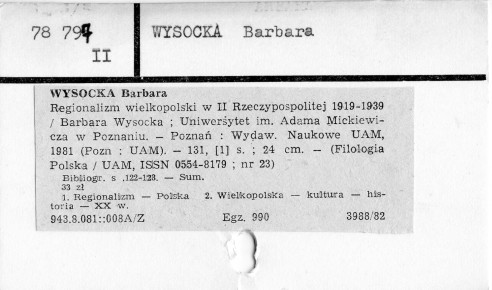 78 797 WYSOCKA Barbara
II
WYSOCKA Barbara
Regionalizm wielkopolski w II Rzeczypospolitej 1919-1939
/ Barbara Wysocka ; Uniwersytet im. Adama Mickiewi-
cza w Poznaniu. — Poznań : Wydaw. Naukowe UAM,
1981 (Pozn : UAM). — 131, [1] s. ; 24 cm. — (Filologia
Polska / UAM, ISSN 0554-8179 ; nr 23)
Bibliogr. s .122-128. — Sum.
33 zł
1. Regionalizm — Polska 2. Wielkopolska — kultura — his-
toria — XX w.
943.8.081::008A/Z Egz. 990 3988/82